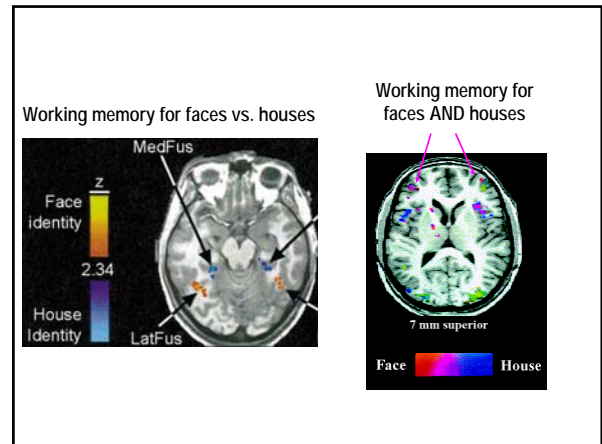 Working memory for faces vs. houses
MedFus
z
Face
identity
2.34
House
Identity
LatFus
Working memory for
faces AND houses
7 mm superior
Face House